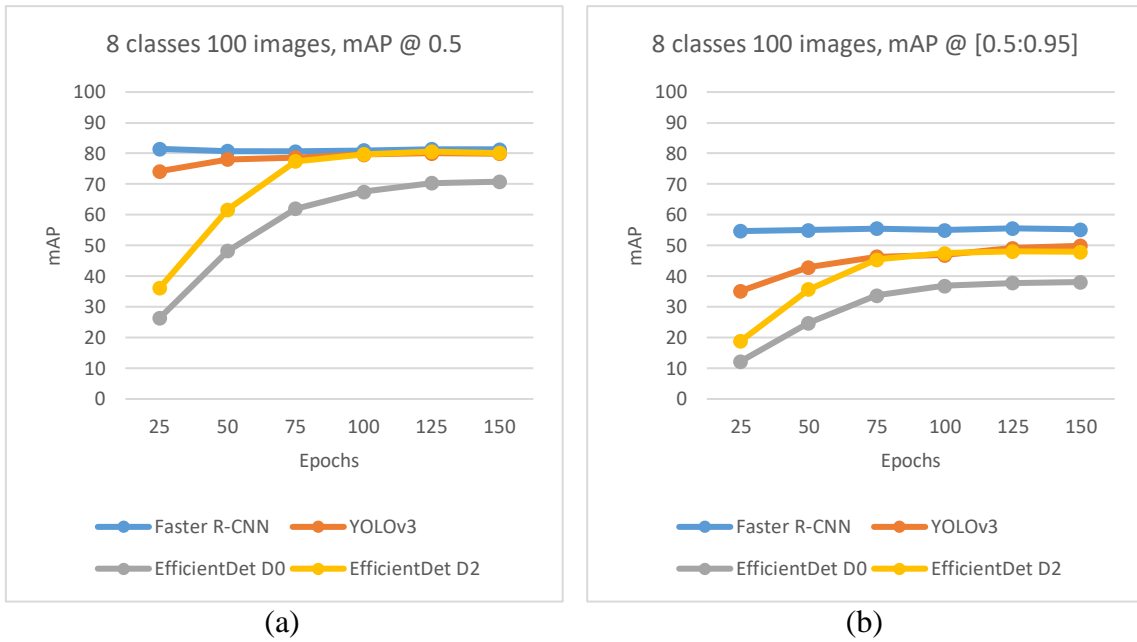 8 classes 100 images, mAP @ 0.5
100
90
80
70
60
50
40
30
20
10
0
mAP
25 50 75 100 125 150
Epochs
Faster R-CNN YOLOv3
EfficientDet D0 EfficientDet D2
(a)
8 classes 100 images, mAP @ [0.5:0.95]
100
90
80
70
60
50
40
30
20
10
0
mAP
25 50 75 100 125 150
Epochs
Faster R-CNN YOLOv3
EfficientDet D0 EfficientDet D2
(b)